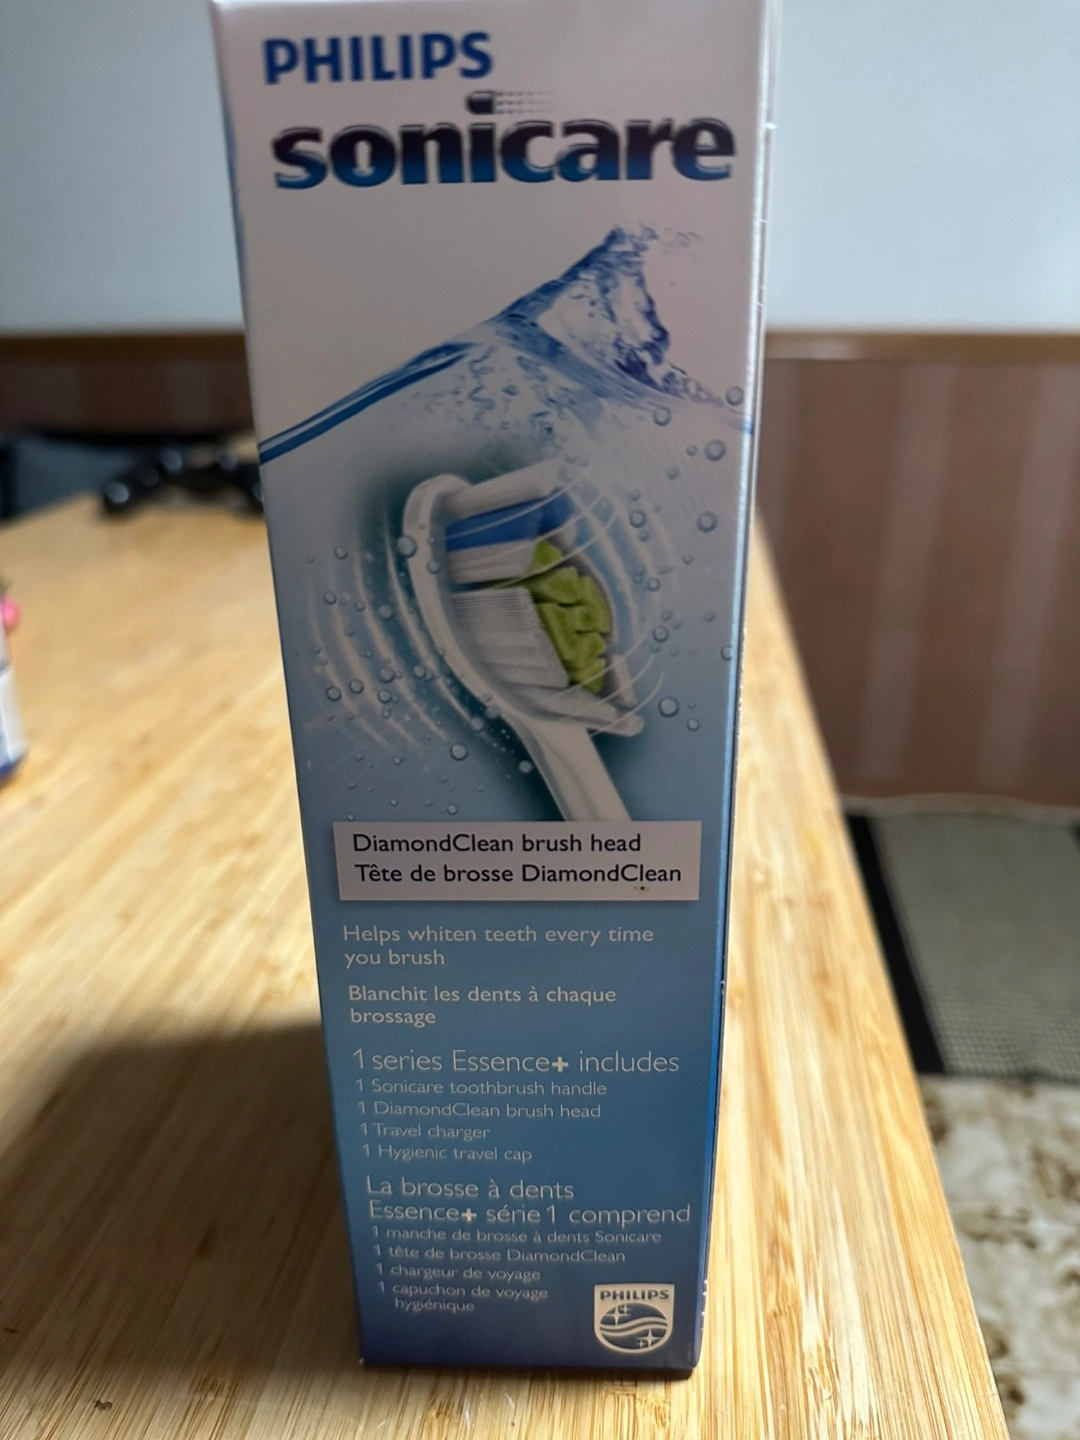 PHILIPS
sonicare
DiamondClean brush head
Tête de brosse DiamondClean
Helps whiten teeth every time
you brush
Blanchit les dents à chaque
brossage
1 series Essence+ includes
1 Sonicare toothbrush handle
1 DiamondClean brush head
1 Travel charger
1 Hygienic travel cap
La brosse à dents
Essence+ série 1 comprend
1 manche de brosse à dents Sonicare
1 tête de brosse DiamondClean
1 chargeur de voyage
1 capuchon de voyage
hygiénique
PHILIPS